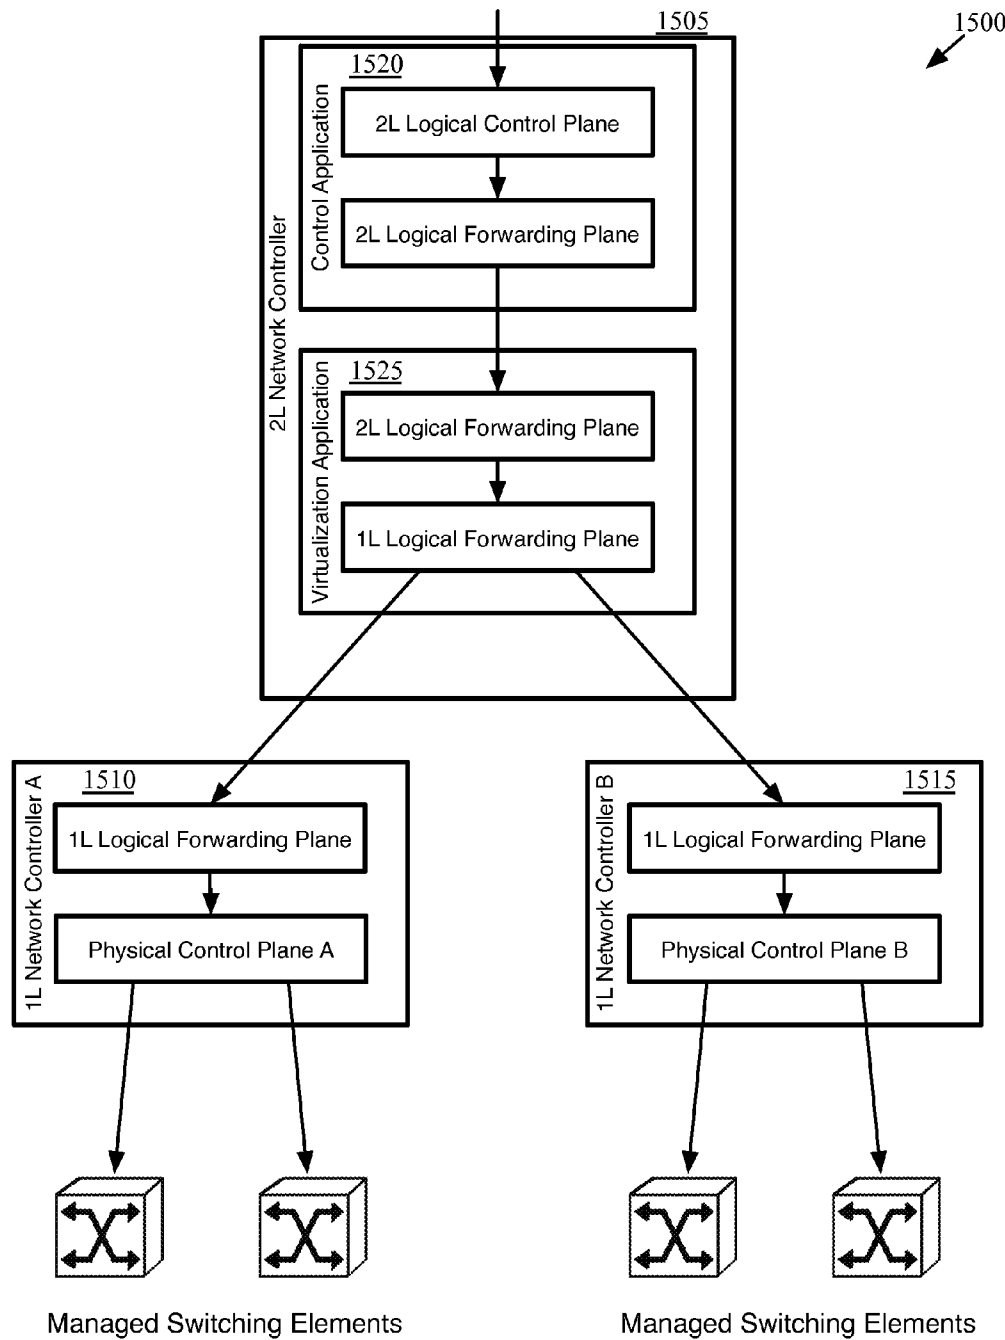 1500
1505
2L Network Controller
1520
Control Application
2L Logical Control Plane
2L Logical Forwarding Plane
1525
Virtualization Application
2L Logical Forwarding Plane
1L Logical Forwarding Plane
1510
1L Network Controller A
1L Logical Forwarding Plane
Physical Control Plane A
1515
1L Network Controller B
1L Logical Forwarding Plane
Physical Control Plane B
Managed Switching Elements
Managed Switching Elements